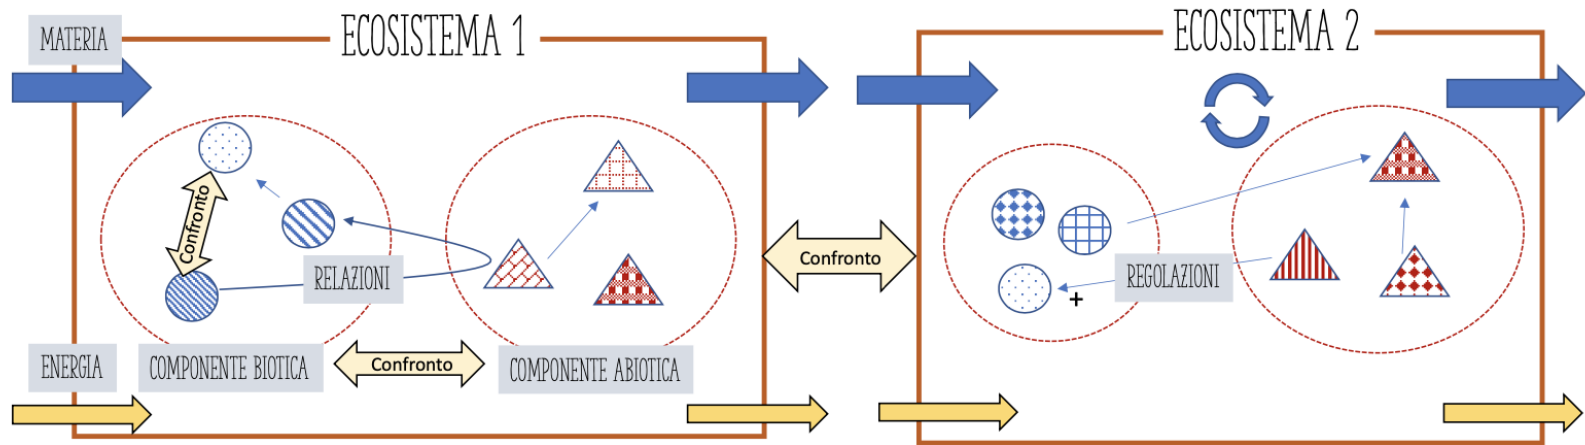 MATERIA
ECOSISTEMA 1
ECOSISTEMA 2
Confronto
RELAZIONI
Confronto
REGOLAZIONI
+
ENERGIA
COMPONENTE BIOTICA
Confronto
COMPONENTE ABIOTICA